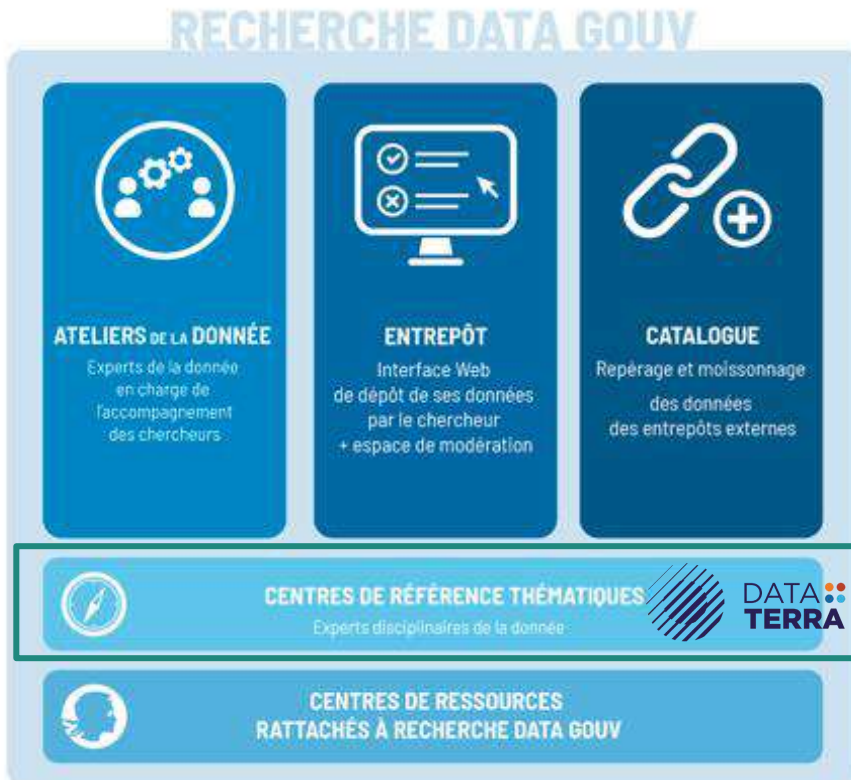 RECHERCHE DATA GOUV
ATELIERS DE LA DONNÉE
Experts de la donnée
en charge de
l'accompagnement
des chercheurs
ENTREPÔT
Interface Web
de dépôt de ses données
par le chercheur
+ espace de modération
CATALOGUE
Repérage et moissonnage
des données
des entrepôts externes
CENTRES DE RÉFÉRENCE THÉMATIQUES
Experts disciplinaires de la donnée
DATA
TERRA
CENTRES DE RESSOURCES
RATTACHÉS À RECHERCHE DATA GOUV